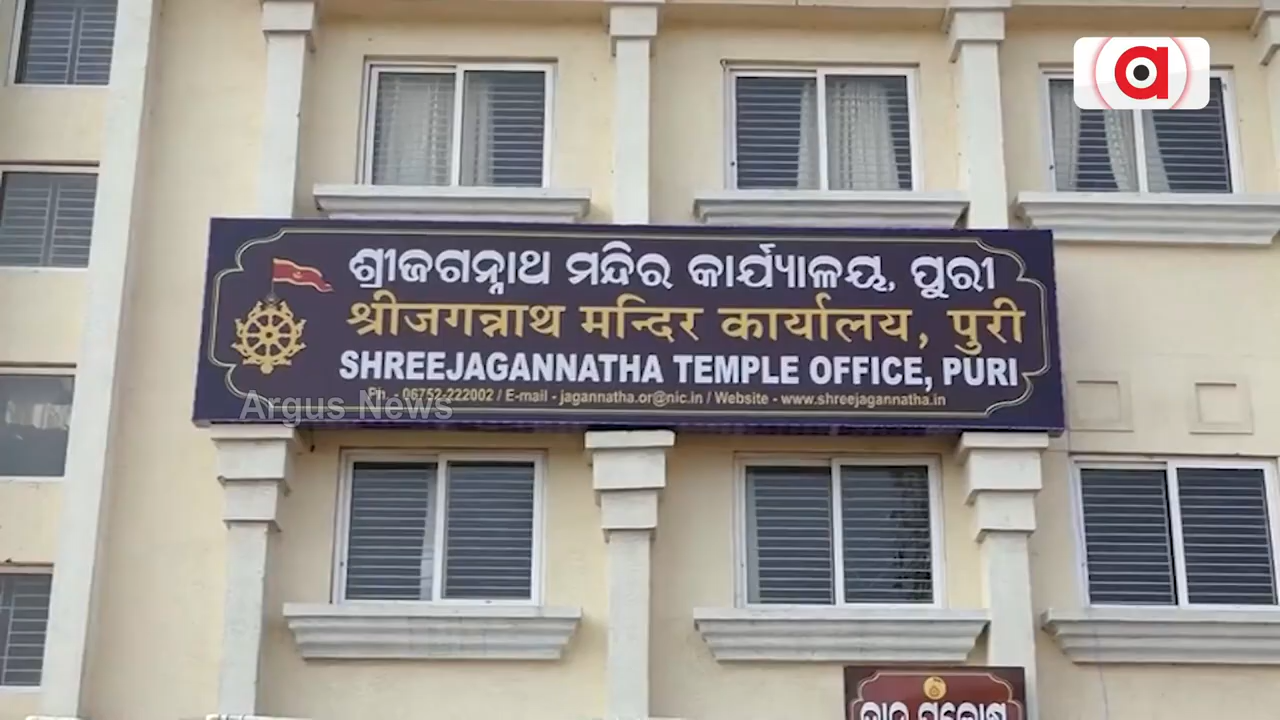 ଶ୍ରୀଜଗନ୍ନାଥ ମନ୍ଦିର କାର୍ଯ୍ୟାଳୟ, ପୁରୀ
श्रीजगन्नाथ मन्दिर कार्यालय, पुरी
SHREEJAGANNATHA TEMPLE OFFICE, PURI
Ph. - 06752-222002 / E-mail - jagannatha.or@nic.in / Website - www.shreejagannatha.in
Argus News
a